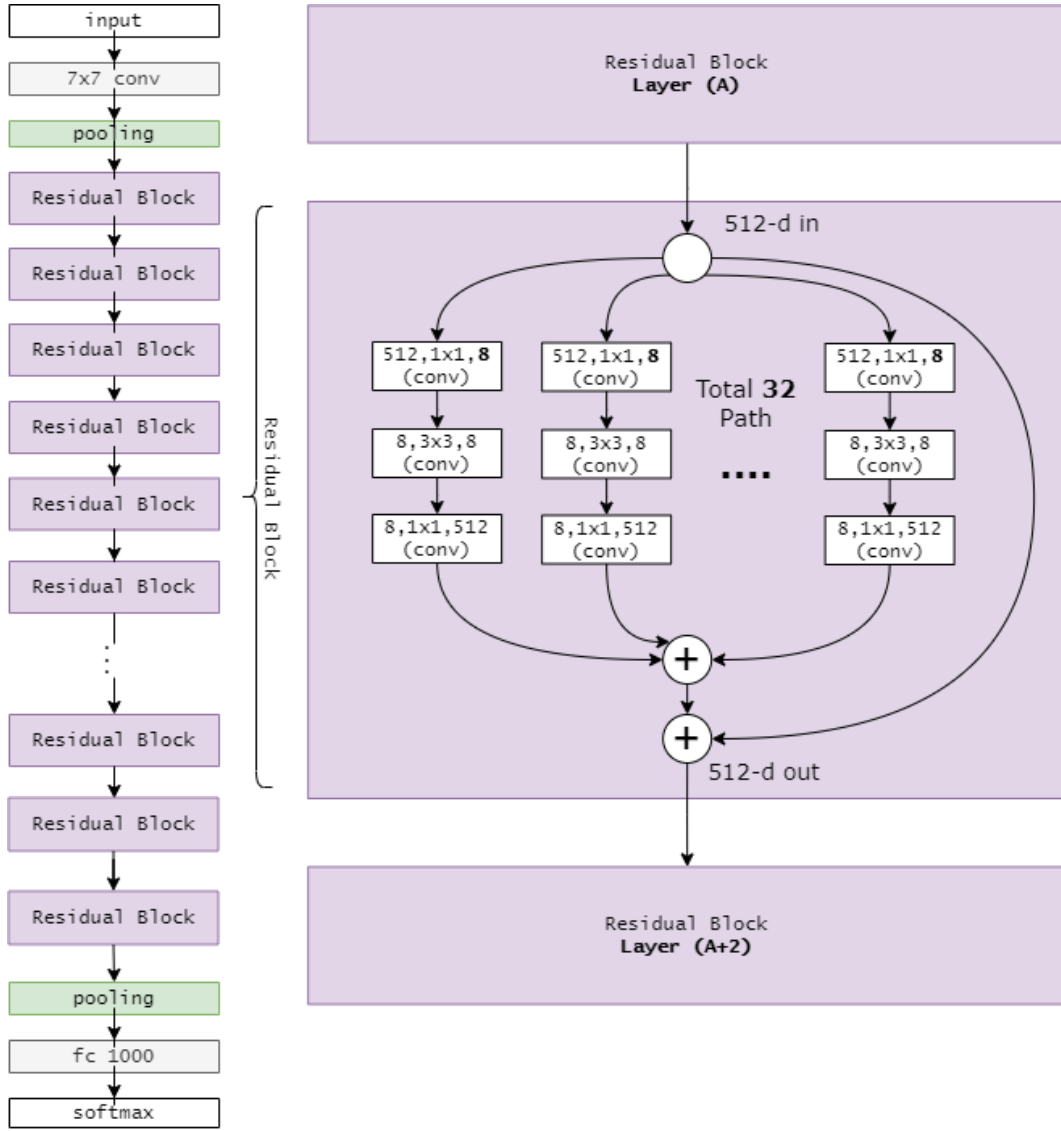 input
7x7 conv
pooling
Residual Block
Residual Block
Residual Block
Residual Block
Residual Block
Residual Block
Residual Block
Residual Block
Residual Block
pooling
fc 1000
softmax
Residual Block
Residual Block
Layer (A)
512-d in
512,1x1,8
(conv)
512,1x1,8
(conv)
512,1x1,8
(conv)
Total 32
Path
....
8,3x3,8
(conv)
8,3x3,8
(conv)
8,3x3,8
(conv)
8,1x1,512
(conv)
8,1x1,512
(conv)
8,1x1,512
(conv)
+
+
512-d out
Residual Block
Layer (A+2)